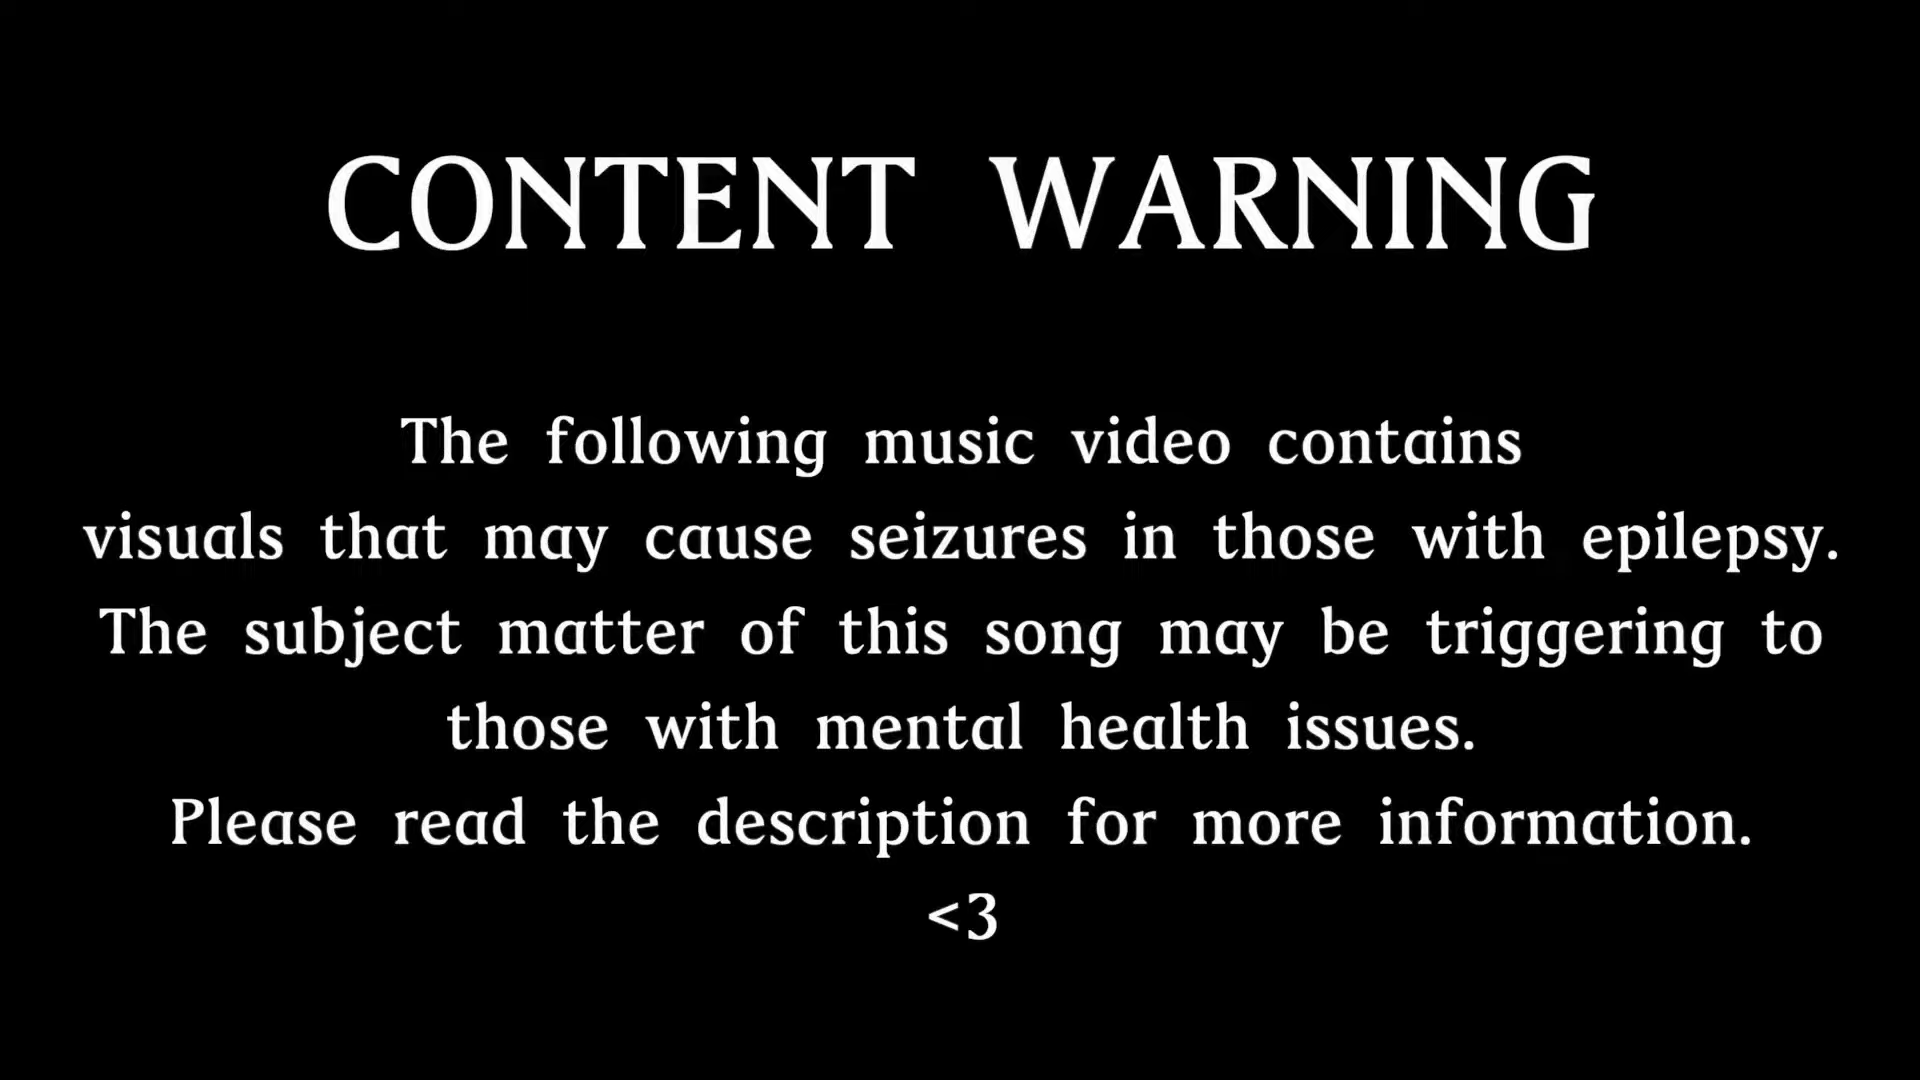 CONTENT WARNING
The following music video contains
visuals that may cause seizures in those with epilepsy.
The subject matter of this song may be triggering to
those with mental health issues.
Please read the description for more information.
<3